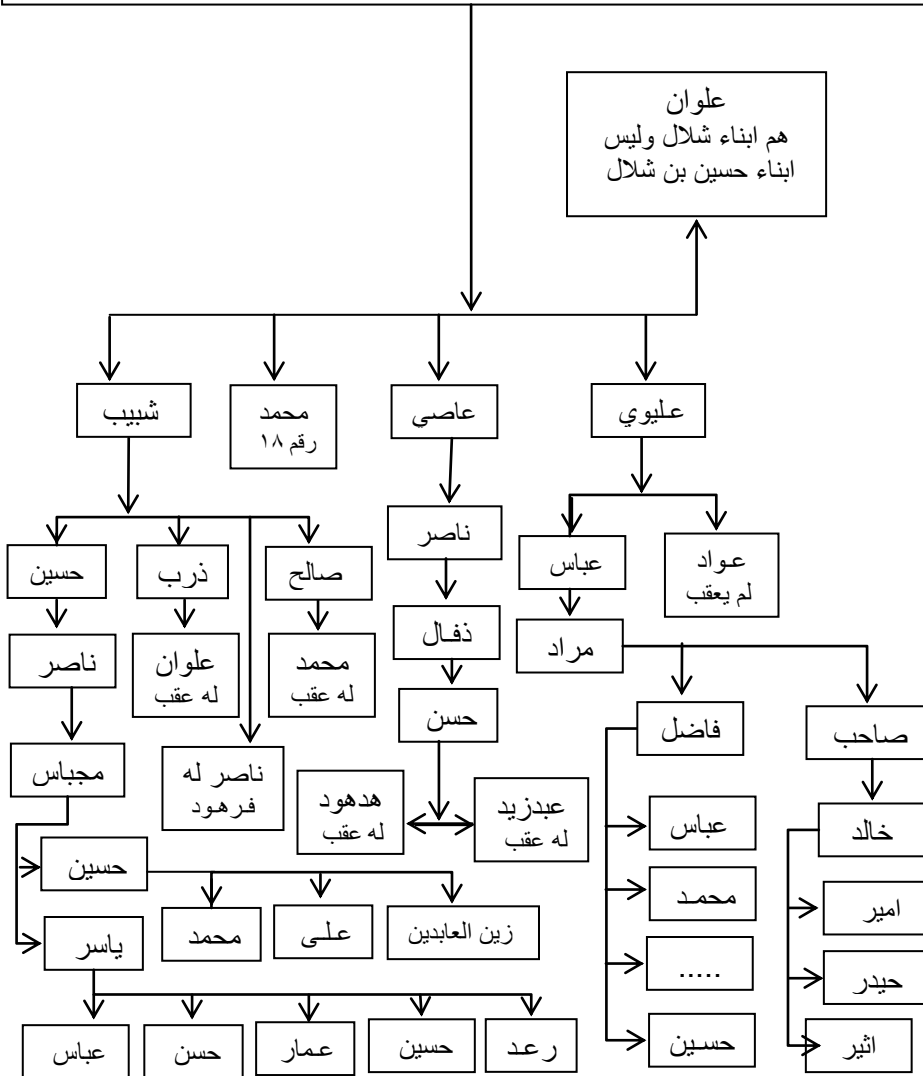 علوان
هم ابناء شلال وليس
ابناء حسين بن شلال
عليوي
عاصي
محمد
رقم ١٨
شبيب
عواد
لم يعقب
عباس
ناصر
صالح
ذرب
حسين
مراد
ذفال
محمد
له عقب
علوان
له عقب
ناصر
صاحب
فاضل
حسن
ناصر له
فرهود
مجباس
خالد
عباس
عبدزيد
له عقب
هدهود
له عقب
حسين
امير
محمد
زين العابدين
على
محمد
ياسر
حيدر
.....
اثير
حسين
رعد
حسين
عمار
حسن
عباس